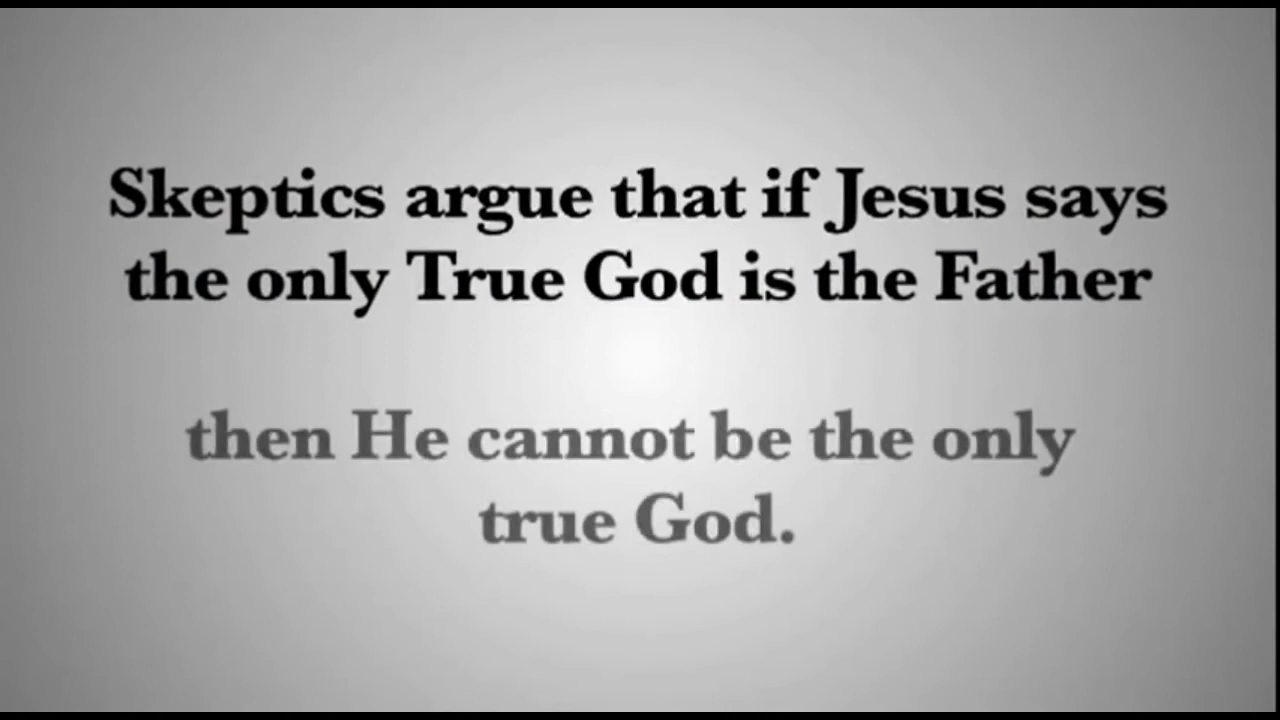 Skeptics argue that if Jesus says
the only True God is the Father
then He cannot be the only
true God.